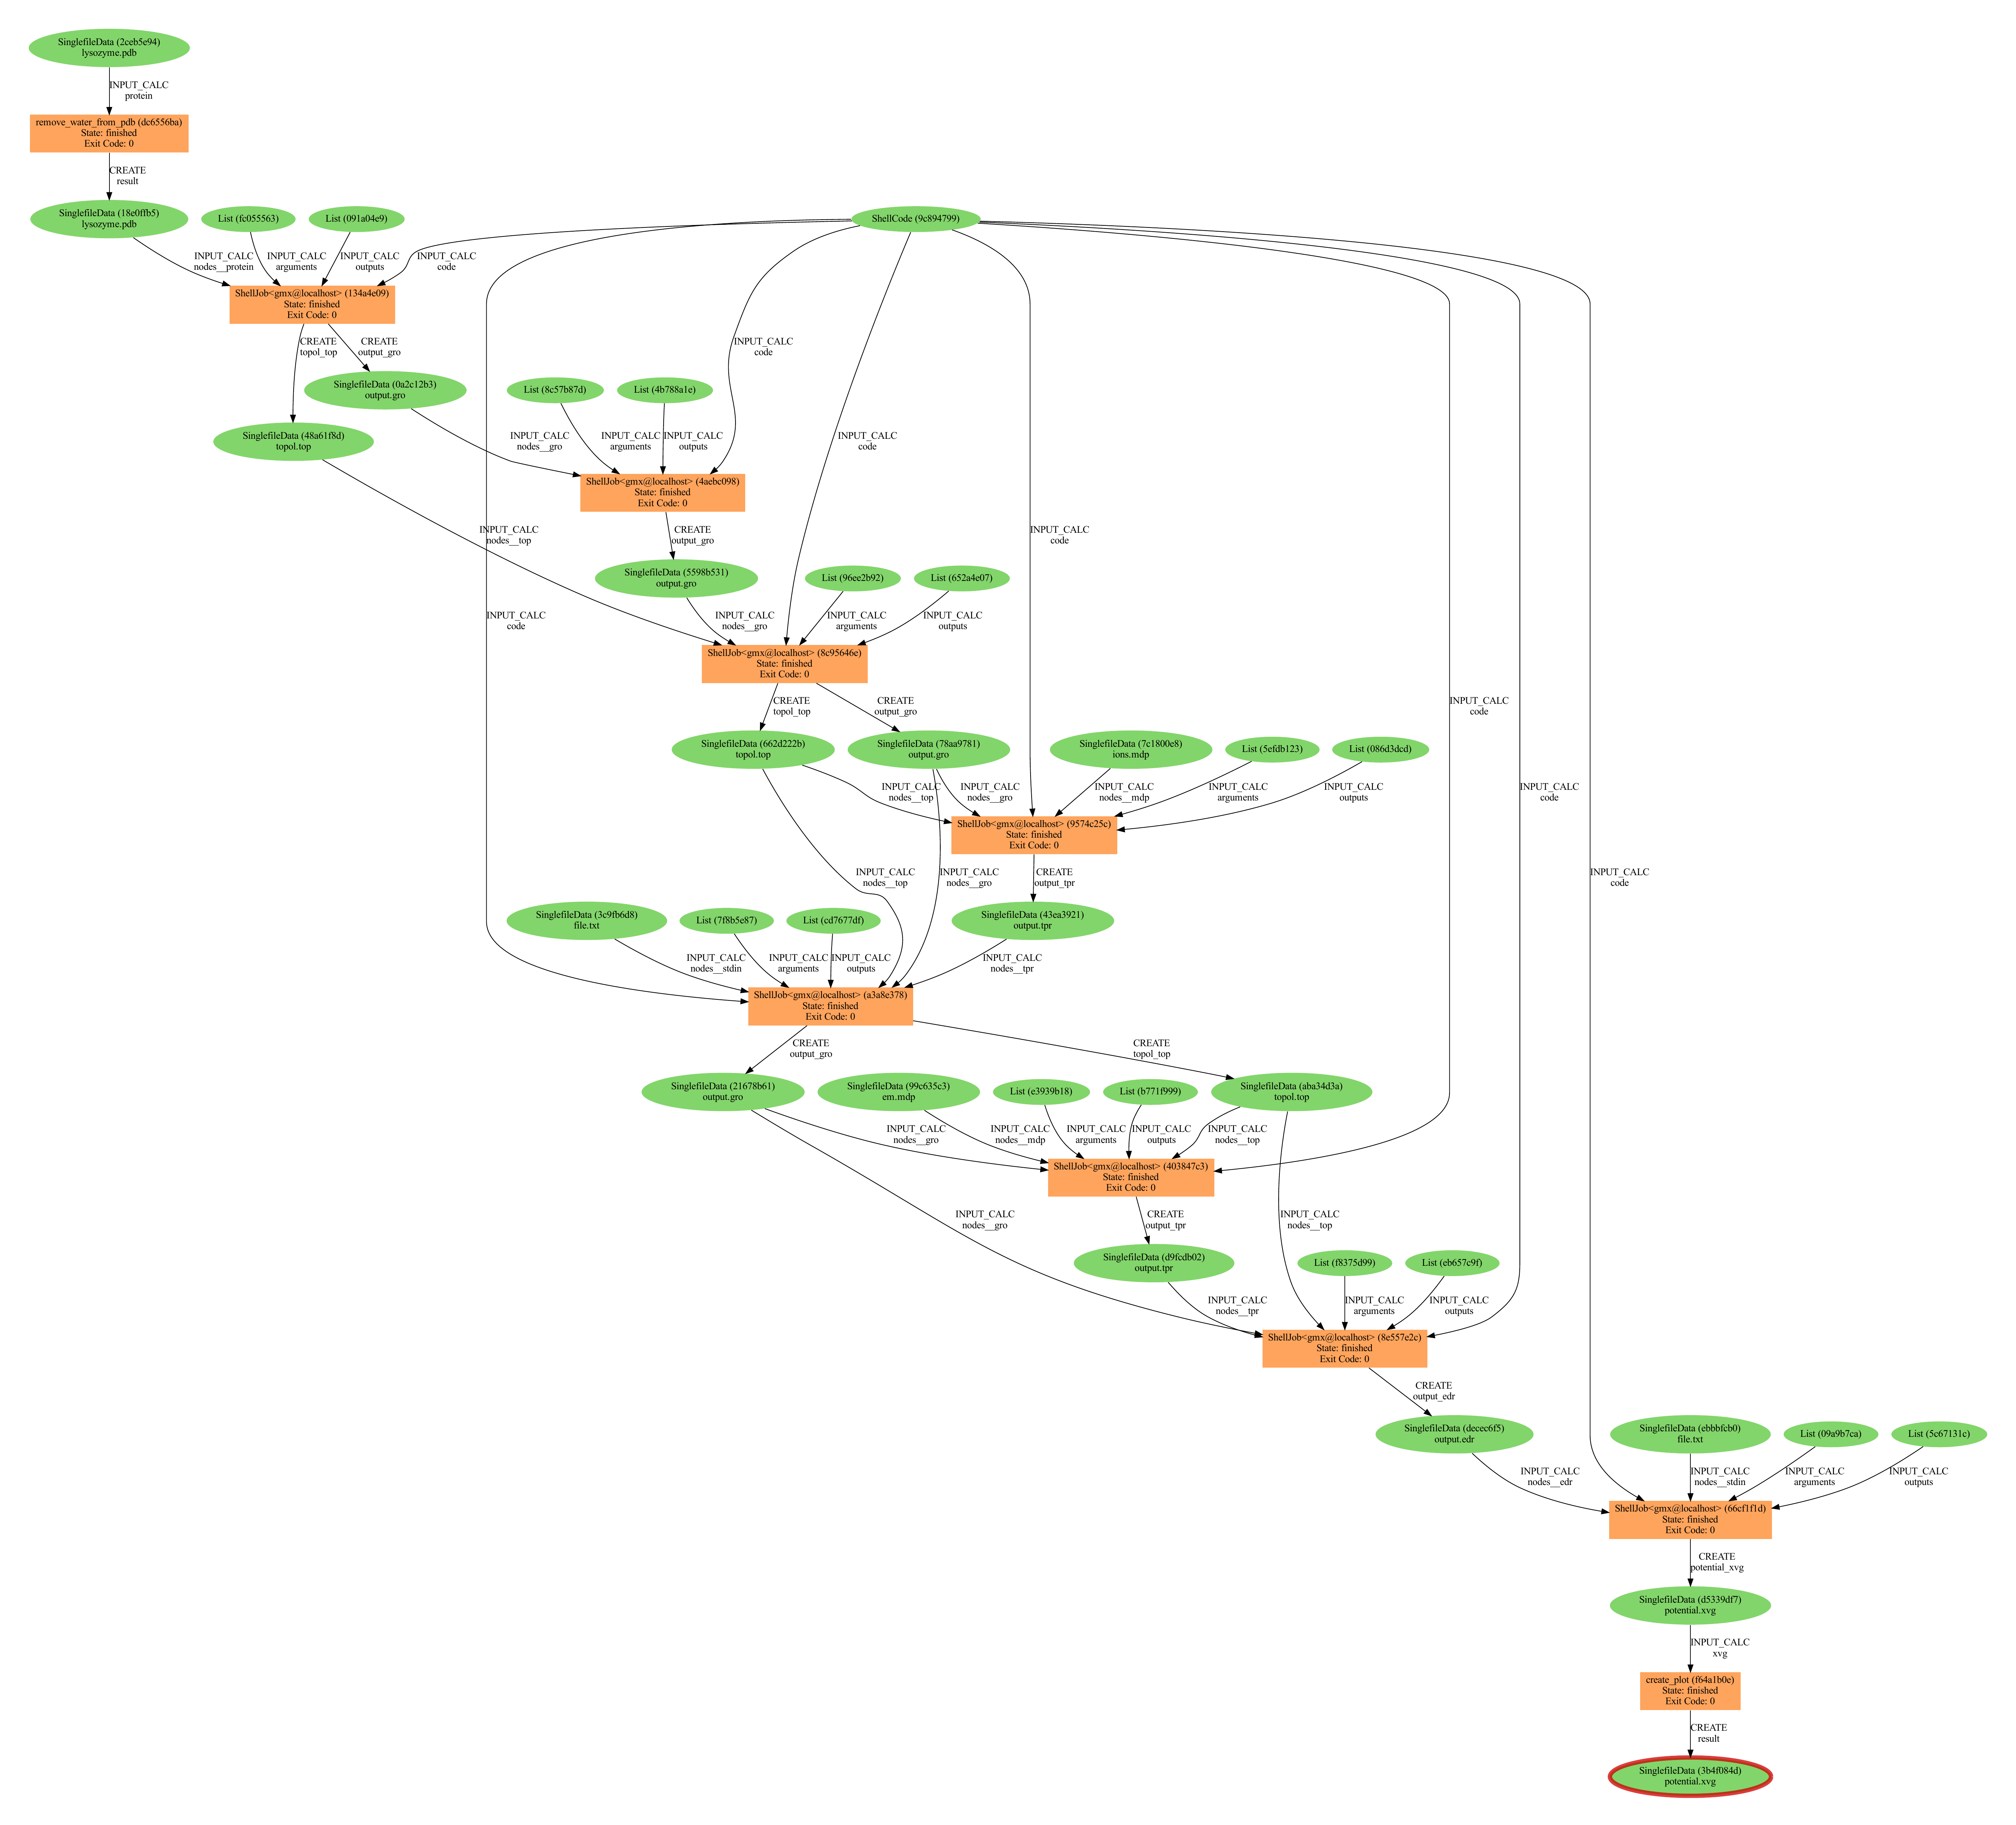 SinglefileData (2ceb5e94)
lysozyme.pdb
INPUT_CALC
protein
remove_water_from_pdb (dc6556ba)
State: finished
Exit Code: 0
CREATE
result
SinglefileData (18e0ffb5)
lysozyme.pdb
List (fc055563)
List (091a04e9)
ShellCode (9c894799)
INPUT_CALC
nodes__protein
INPUT_CALC
arguments
INPUT_CALC
outputs
INPUT_CALC
code
ShellJob<gmx@localhost> (134a4e09)
State: finished
Exit Code: 0
CREATE
topol_top
CREATE
output_gro
INPUT_CALC
code
SinglefileData (0a2c12b3)
output.gro
List (8c57b87d)
List (4b788a1e)
SinglefileData (48a61f8d)
topol.top
INPUT_CALC
nodes__gro
INPUT_CALC
arguments
INPUT_CALC
outputs
INPUT_CALC
code
ShellJob<gmx@localhost> (4aebc098)
State: finished
Exit Code: 0
INPUT_CALC
nodes__top
CREATE
output_gro
INPUT_CALC
code
SinglefileData (5598b531)
output.gro
List (96ee2b92)
List (652a4e07)
INPUT_CALC
code
INPUT_CALC
nodes__gro
INPUT_CALC
arguments
INPUT_CALC
outputs
ShellJob<gmx@localhost> (8c95646e)
State: finished
Exit Code: 0
CREATE
topol_top
CREATE
output_gro
INPUT_CALC
code
SinglefileData (662d222b)
topol.top
SinglefileData (78aa9781)
output.gro
SinglefileData (7c1800e8)
ions.mdp
List (5efdb123)
List (086d3dcd)
INPUT_CALC
nodes__top
INPUT_CALC
nodes__gro
INPUT_CALC
nodes__mdp
INPUT_CALC
arguments
INPUT_CALC
outputs
INPUT_CALC
code
ShellJob<gmx@localhost> (9574c25c)
State: finished
Exit Code: 0
INPUT_CALC
nodes__top
INPUT_CALC
nodes__gro
CREATE
output_tpr
INPUT_CALC
code
SinglefileData (3c9fb6d8)
file.txt
List (7f8b5e87)
List (cd7677df)
SinglefileData (43ea3921)
output.tpr
INPUT_CALC
nodes__stdin
INPUT_CALC
arguments
INPUT_CALC
outputs
INPUT_CALC
nodes__tpr
ShellJob<gmx@localhost> (a3a8e378)
State: finished
Exit Code: 0
CREATE
output_gro
CREATE
topol_top
SinglefileData (21678b61)
output.gro
SinglefileData (99c635c3)
em.mdp
List (e3939b18)
List (b771f999)
SinglefileData (aba34d3a)
topol.top
INPUT_CALC
nodes__gro
INPUT_CALC
nodes__mdp
INPUT_CALC
arguments
INPUT_CALC
outputs
INPUT_CALC
nodes__top
ShellJob<gmx@localhost> (403847c3)
State: finished
Exit Code: 0
INPUT_CALC
nodes__gro
CREATE
output_tpr
INPUT_CALC
nodes__top
SinglefileData (d9fcdb02)
output.tpr
List (f8375d99)
List (eb657c9f)
INPUT_CALC
nodes__tpr
INPUT_CALC
arguments
INPUT_CALC
outputs
ShellJob<gmx@localhost> (8e557e2c)
State: finished
Exit Code: 0
CREATE
output_edr
SinglefileData (decec6f5)
output.edr
SinglefileData (ebbbfcb0)
file.txt
List (09a9b7ca)
List (5c67131c)
INPUT_CALC
nodes__edr
INPUT_CALC
nodes__stdin
INPUT_CALC
arguments
INPUT_CALC
outputs
ShellJob<gmx@localhost> (66cf1f1d)
State: finished
Exit Code: 0
CREATE
potential_xvg
SinglefileData (d5339df7)
potential.xvg
INPUT_CALC
xvg
create_plot (f64a1b0e)
State: finished
Exit Code: 0
CREATE
result
SinglefileData (3b4f084d)
potential.xvg